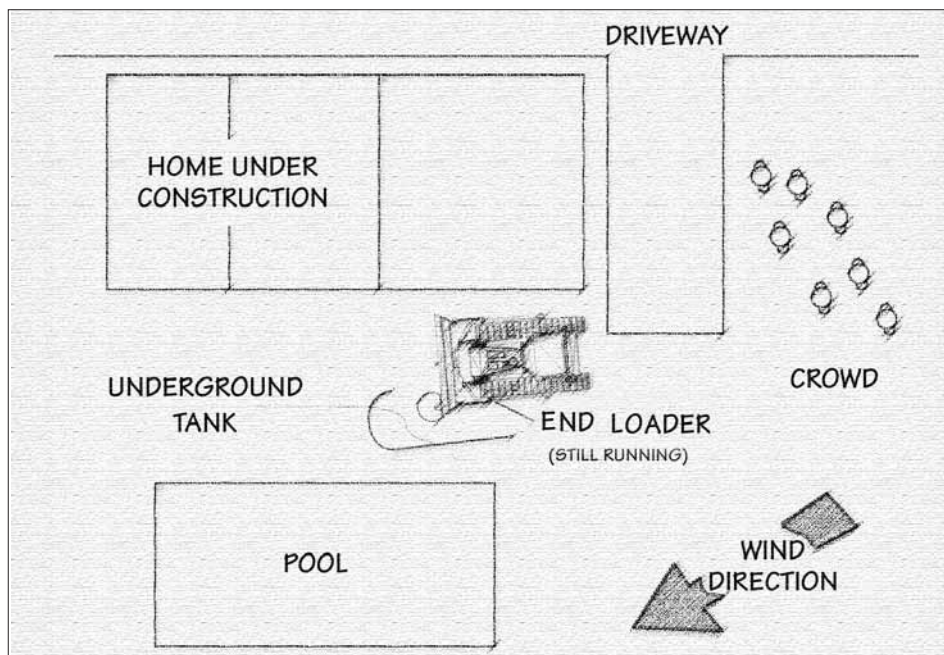 DRIVEWAY
HOME UNDER
CONSTRUCTION
UNDERGROUND
TANK
CROWD
END LOADER
(STILL RUNNING)
POOL
WIND
DIRECTION